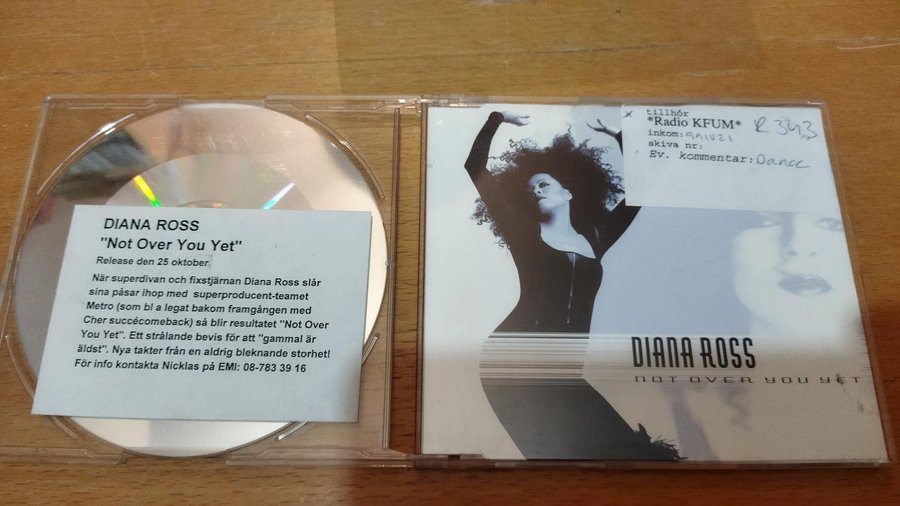 DIANA ROSS
"Not Over You Yet"
Release den 25 oktober
När superdivan och fixstjärnan Diana Ross slår
sina påsar ihop med superproducent-teamet
Metro (som bl a legat bakom framgången med
Cher succécomeback) så blir resultatet "Not Over
You Yet". Ett strålande bevis för att "gammal är
äldst". Nya takter från en aldrig bleknande storhet!
För info kontakta Nicklas på EMI: 08-783 39 16
x tillhör
*Radio KFUM* R 343
inkom: 991021
skiva nr:
Ev. kommentar: Dance
DIANA ROSS
NOT OVER YOU YET